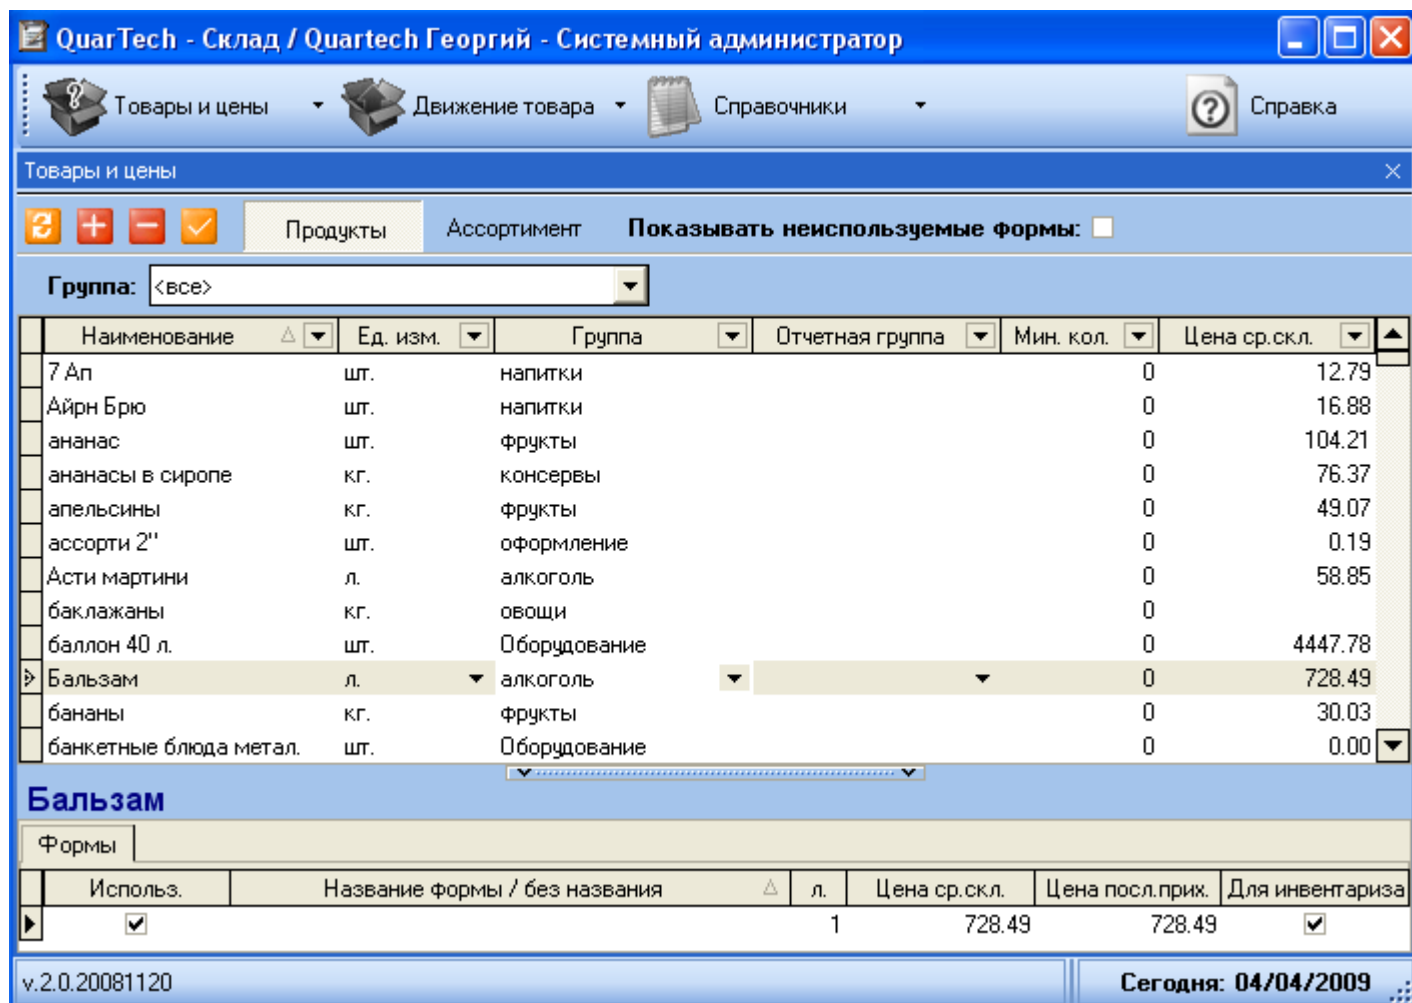 QuarTech - Склад / Quartech Георгий - Системный администратор
Товары и цены Движение товара Справочники Справка
Товары и цены
Продукты Ассортимент Показывать неиспользуемые формы:
Группа: <все>
Наименование Ед. изм. Группа Отчетная группа Мин. кол. Цена ср.скл.
7 Ап шт. напитки 0 12.79
Айрн Брю шт. напитки 0 16.88
ананас шт. фрукты 0 104.21
ананасы в сиропе кг. консервы 0 76.37
апельсины кг. фрукты 0 49.07
ассорти 2" шт. оформление 0 0.19
Асти мартини л. алкоголь 0 58.85
баклажаны кг. овощи 0
баллон 40 л. шт. Оборудование 0 4447.78
Бальзам л. алкоголь 0 728.49
бананы кг. фрукты 0 30.03
банкетные блюда метал. шт. Оборудование 0 0.00
Бальзам
Формы
Использ. Название формы / без названия л. Цена ср.скл. Цена посл.прих. Для инвентариза
1 728.49 728.49
v.2.0.20081120 Сегодня: 04/04/2009